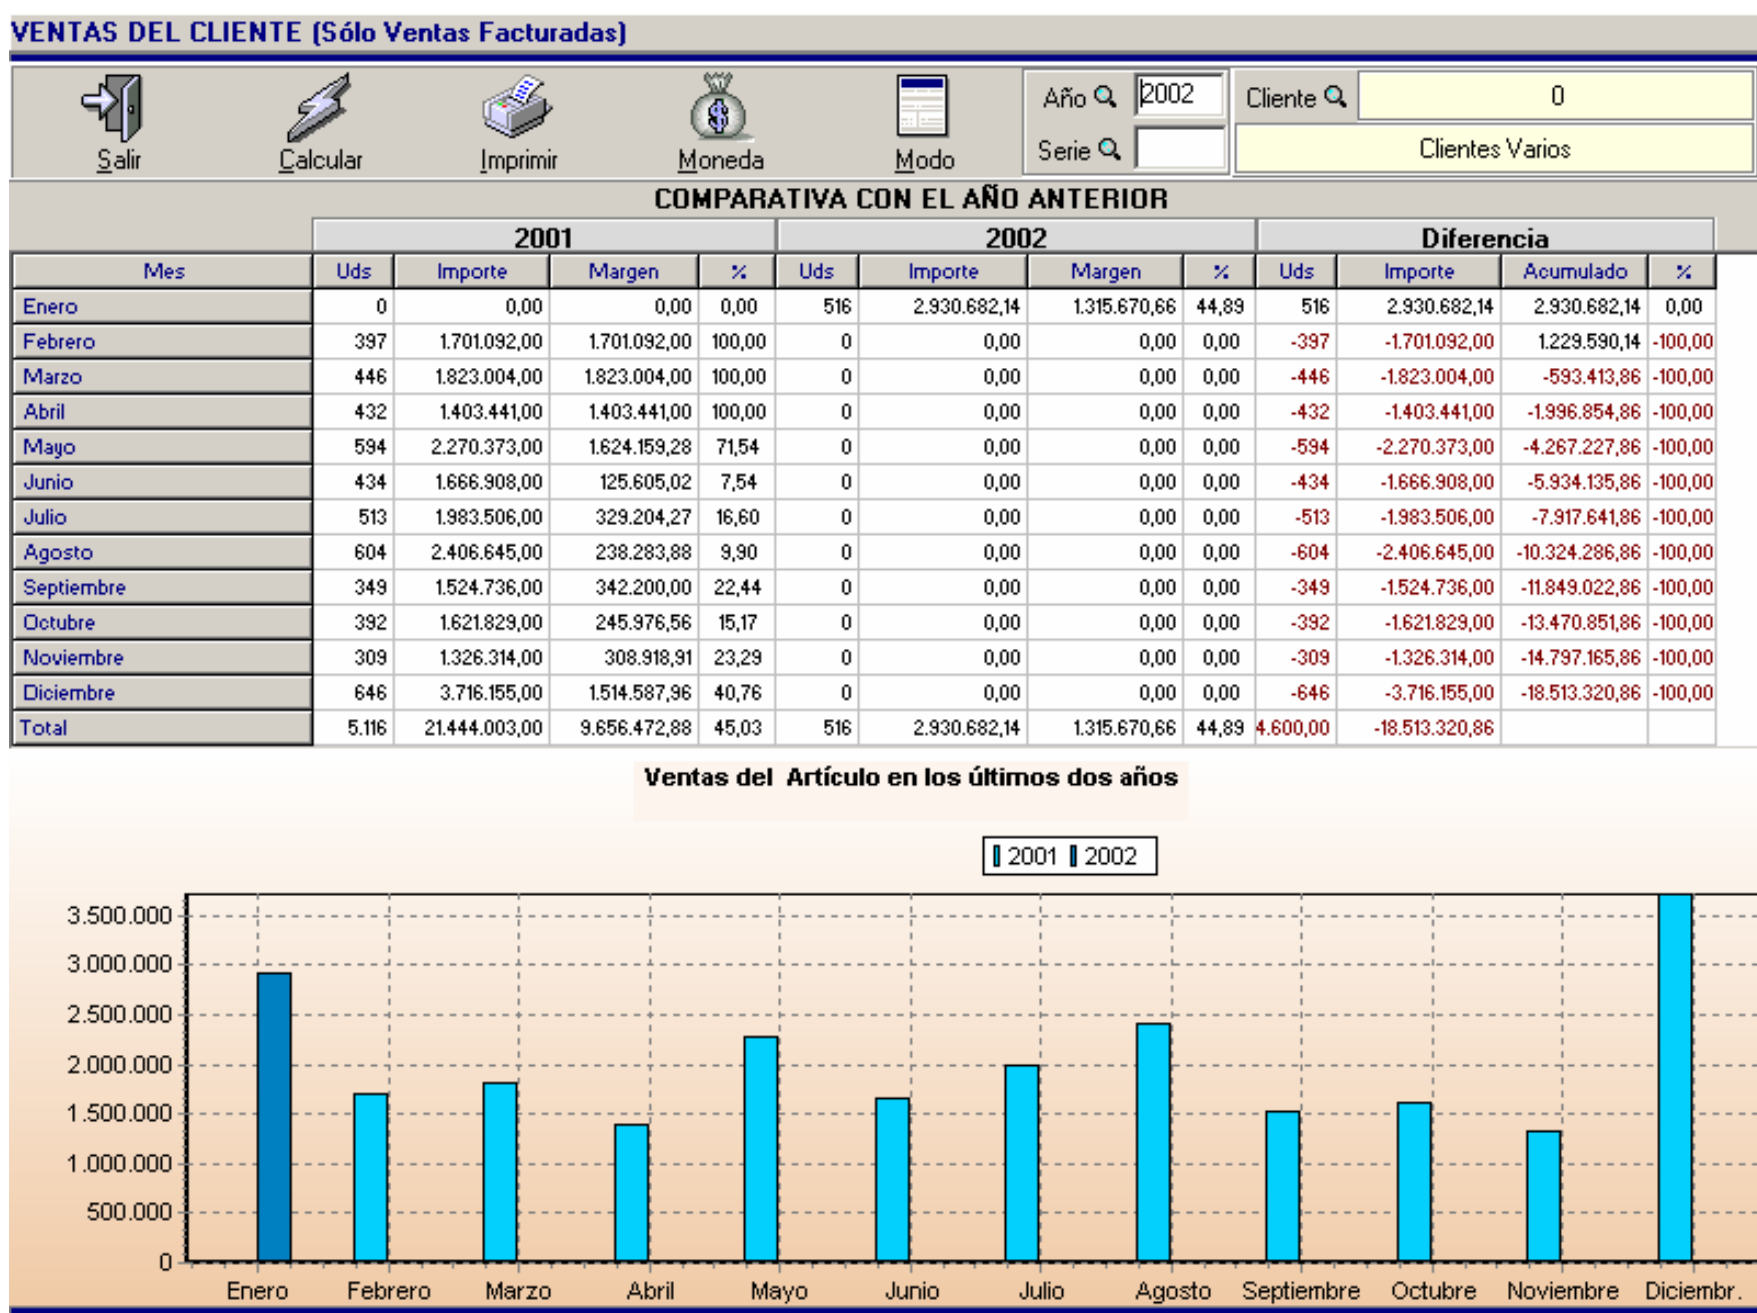 VENTAS DEL CLIENTE (Sólo Ventas Facturadas)
Salir Calcular Imprimir Moneda Modo
Año 2002 Cliente 0
Serie Clientes Varios
COMPARATIVA CON EL AÑO ANTERIOR
2001 2002 Diferencia
Mes Uds Importe Margen % Uds Importe Margen % Uds Importe Acumulado %
Enero 0 0,00 0,00 0,00 516 2.930.682,14 1.315.670,66 44,89 516 2.930.682,14 2.930.682,14 0,00
Febrero 397 1.701.092,00 1.701.092,00 100,00 0 0,00 0,00 0,00 -397 -1.701.092,00 1.229.590,14 -100,00
Marzo 446 1.823.004,00 1.823.004,00 100,00 0 0,00 0,00 0,00 -446 -1.823.004,00 -593.413,86 -100,00
Abril 432 1.403.441,00 1.403.441,00 100,00 0 0,00 0,00 0,00 -432 -1.403.441,00 -1.996.854,86 -100,00
Mayo 594 2.270.373,00 1.624.159,28 71,54 0 0,00 0,00 0,00 -594 -2.270.373,00 -4.267.227,86 -100,00
Junio 434 1.666.908,00 125.605,02 7,54 0 0,00 0,00 0,00 -434 -1.666.908,00 -5.934.135,86 -100,00
Julio 513 1.983.506,00 329.204,27 16,60 0 0,00 0,00 0,00 -513 -1.983.506,00 -7.917.641,86 -100,00
Agosto 604 2.406.645,00 238.283,88 9,90 0 0,00 0,00 0,00 -604 -2.406.645,00 -10.324.286,86 -100,00
Septiembre 349 1.524.736,00 342.200,00 22,44 0 0,00 0,00 0,00 -349 -1.524.736,00 -11.849.022,86 -100,00
Octubre 392 1.621.829,00 245.976,56 15,17 0 0,00 0,00 0,00 -392 -1.621.829,00 -13.470.851,86 -100,00
Noviembre 309 1.326.314,00 308.918,91 23,29 0 0,00 0,00 0,00 -309 -1.326.314,00 -14.797.165,86 -100,00
Diciembre 646 3.716.155,00 1.514.587,96 40,76 0 0,00 0,00 0,00 -646 -3.716.155,00 -18.513.320,86 -100,00
Total 5.116 21.444.003,00 9.656.472,88 45,03 516 2.930.682,14 1.315.670,66 44,89 4.600,00 -18.513.320,86
Ventas del Artículo en los últimos dos años
2001 2002
3.500.000
3.000.000
2.500.000
2.000.000
1.500.000
1.000.000
500.000
0
Enero Febrero Marzo Abril Mayo Junio Julio Agosto Septiembre Octubre Noviembre Diciembr.